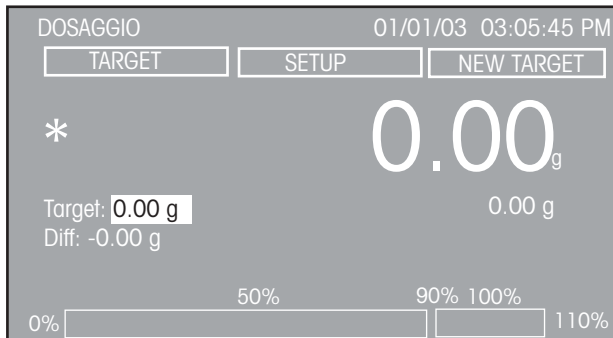 DOSAGGIO 01/01/03 03:05:45 PM
TARGET SETUP NEW TARGET
* 0.00 g
Target: 0.00 g 0.00 g
Diff: -0.00 g
50% 90% 100%
0% 110%